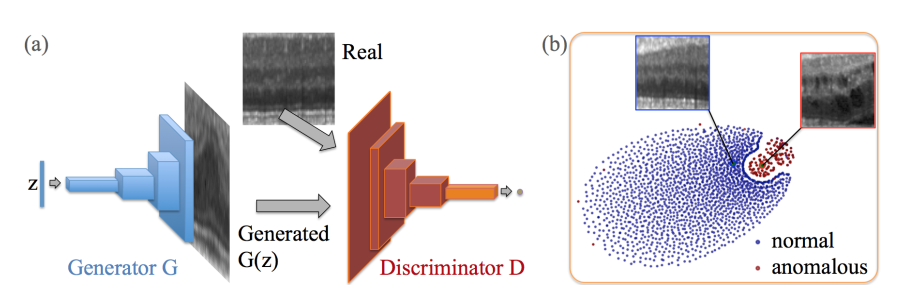 (a)
Real
z
Generated
G(z)
Generator G
Discriminator D
(b)
normal
anomalous